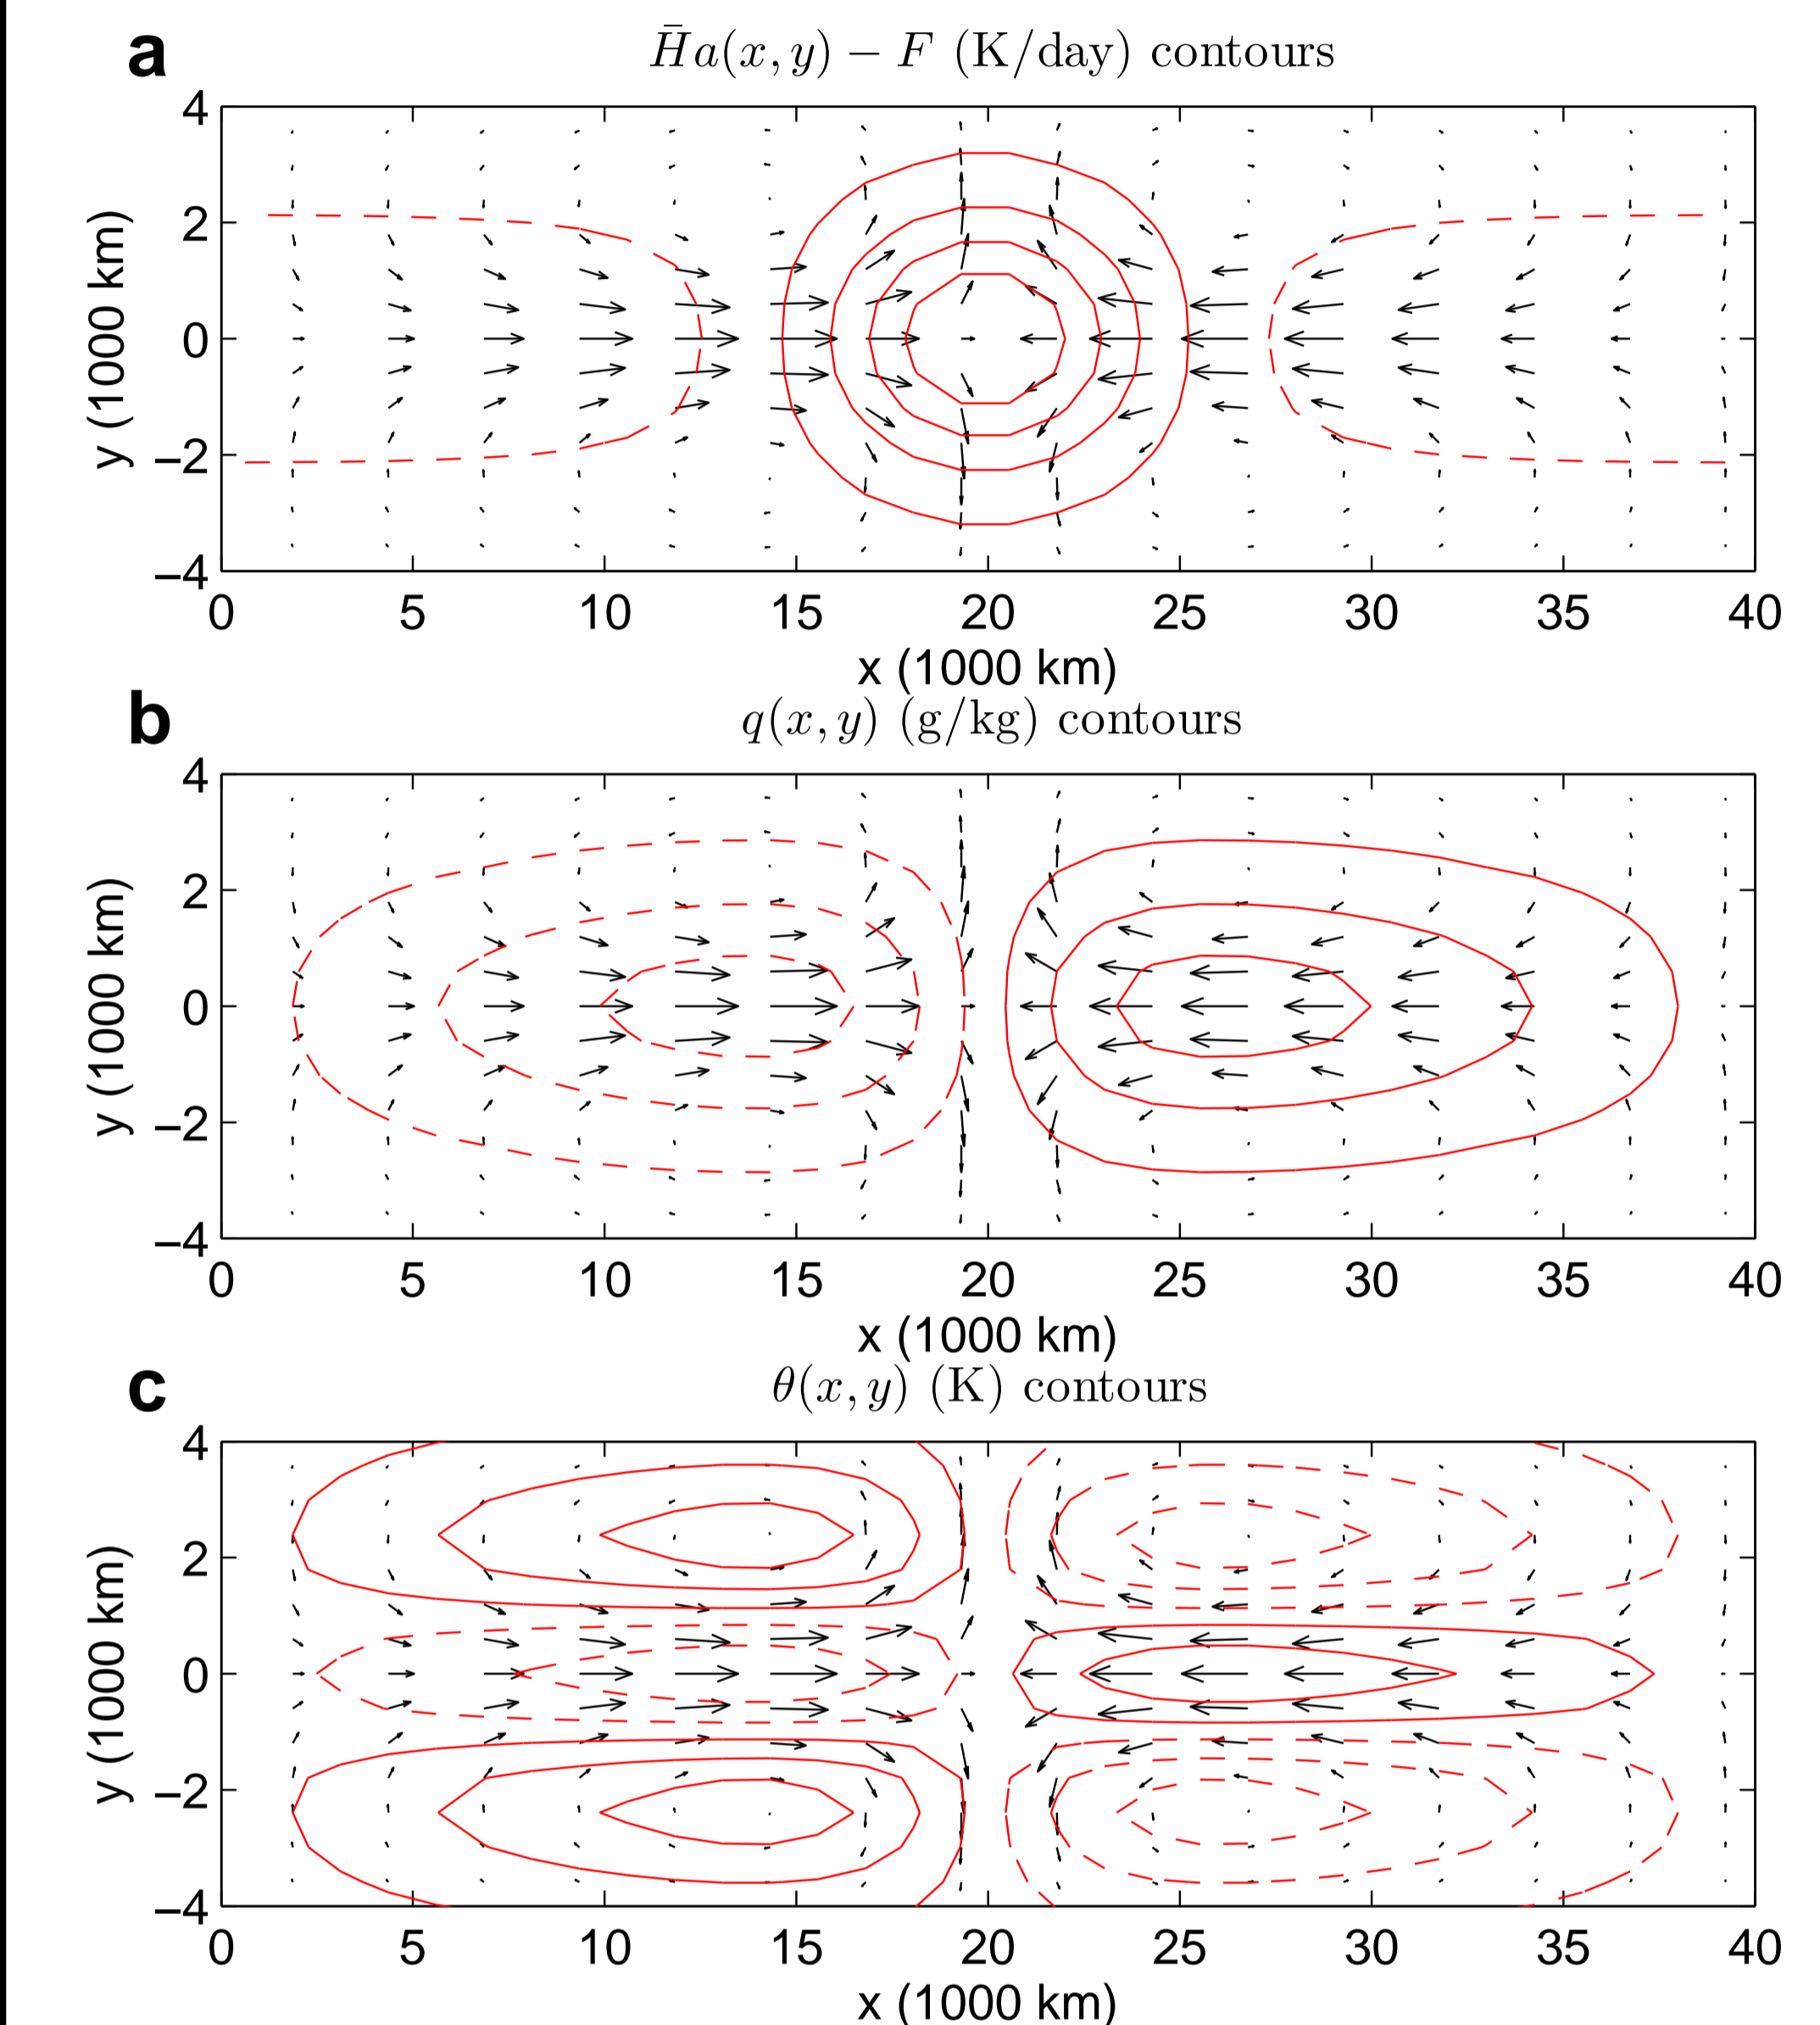 a
H̄a(x, y) − F (K/day) contours
4
2
0
−2
−4
y (1000 km)
0 5 10 15 20 25 30 35 40
x (1000 km)
b
q(x, y) (g/kg) contours
4
2
0
−2
−4
y (1000 km)
0 5 10 15 20 25 30 35 40
x (1000 km)
c
θ(x, y) (K) contours
4
2
0
−2
−4
y (1000 km)
0 5 10 15 20 25 30 35 40
x (1000 km)